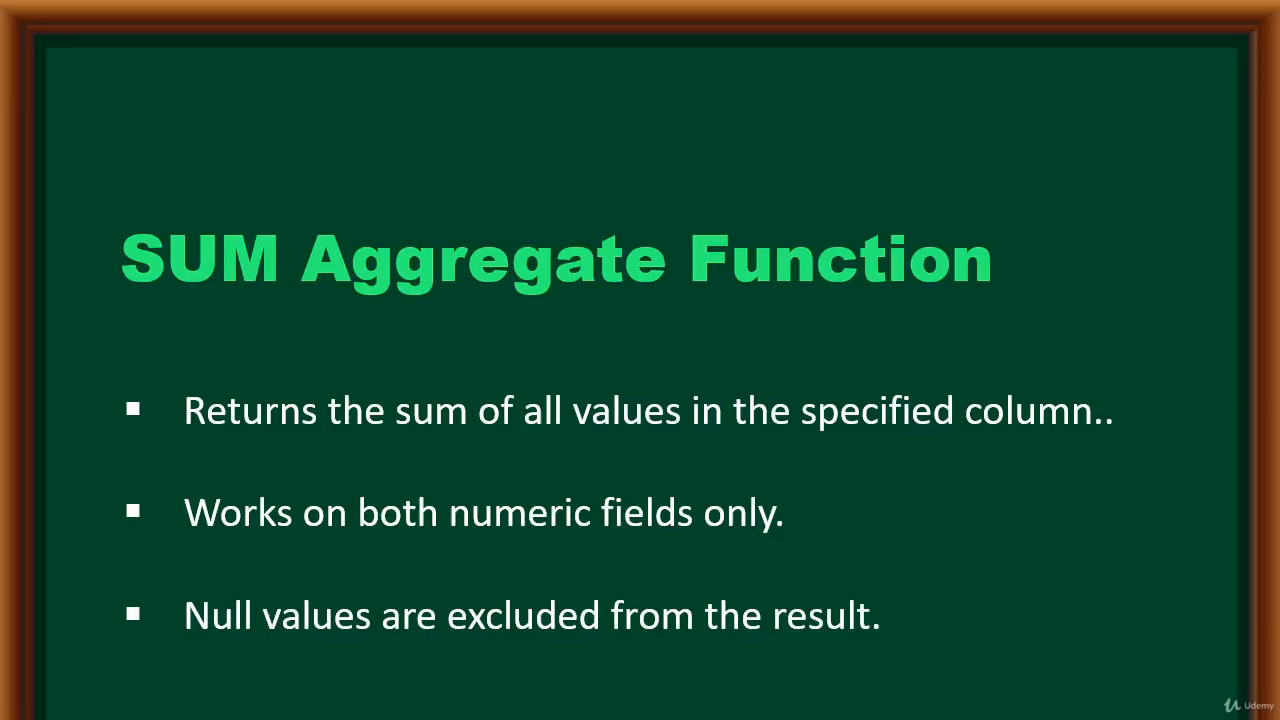 SUM Aggregate Function
▪ Returns the sum of all values in the specified column..
▪ Works on both numeric fields only.
▪ Null values are excluded from the result.
Udemy